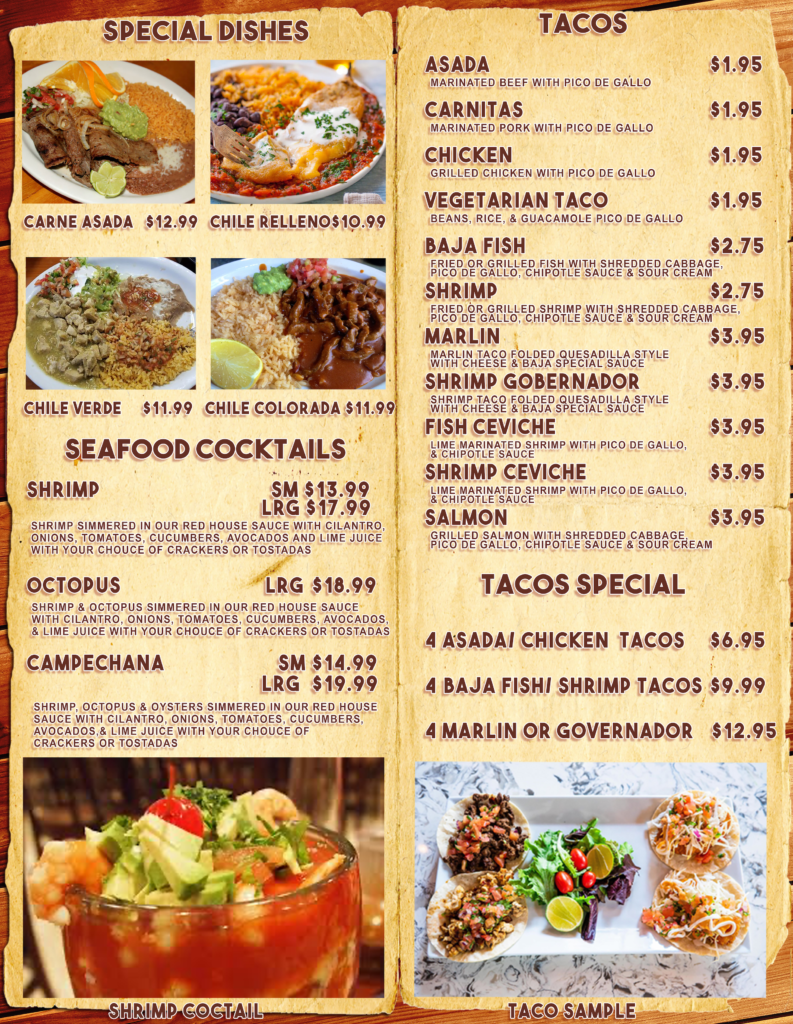 SPECIAL DISHES
CARNE ASADA $12.99
CHILE RELLENO$10.99
CHILE VERDE $11.99
CHILE COLORADA $11.99
SEAFOOD COCKTAILS
SHRIMP SM $13.99
LRG $17.99
SHRIMP SIMMERED IN OUR RED HOUSE SAUCE WITH CILANTRO,
ONIONS, TOMATOES, CUCUMBERS, AVOCADOS AND LIME JUICE
WITH YOUR CHOUCE OF CRACKERS OR TOSTADAS
OCTOPUS LRG $18.99
SHRIMP & OCTOPUS SIMMERED IN OUR RED HOUSE SAUCE
WITH CILANTRO, ONIONS, TOMATOES, CUCUMBERS, AVOCADOS,
& LIME JUICE WITH YOUR CHOUCE OF CRACKERS OR TOSTADAS
CAMPECHANA SM $14.99
LRG $19.99
SHRIMP, OCTOPUS & OYSTERS SIMMERED IN OUR RED HOUSE
SAUCE WITH CILANTRO, ONIONS, TOMATOES, CUCUMBERS,
AVOCADOS,& LIME JUICE WITH YOUR CHOUCE OF
CRACKERS OR TOSTADAS
SHRIMP COCTAIL
TACOS
ASADA $1.95
MARINATED BEEF WITH PICO DE GALLO
CARNITAS $1.95
MARINATED PORK WITH PICO DE GALLO
CHICKEN $1.95
GRILLED CHICKEN WITH PICO DE GALLO
VEGETARIAN TACO $1.95
BEANS, RICE, & GUACAMOLE PICO DE GALLO
BAJA FISH $2.75
FRIED OR GRILLED FISH WITH SHREDDED CABBAGE,
PICO DE GALLO, CHIPOTLE SAUCE & SOUR CREAM
SHRIMP $2.75
FRIED OR GRILLED SHRIMP WITH SHREDDED CABBAGE,
PICO DE GALLO, CHIPOTLE SAUCE & SOUR CREAM
MARLIN $3.95
MARLIN TACO FOLDED QUESADILLA STYLE
WITH CHEESE & BAJA SPECIAL SAUCE
SHRIMP GOBERNADOR $3.95
SHRIMP TACO FOLDED QUESADILLA STYLE
WITH CHEESE & BAJA SPECIAL SAUCE
FISH CEVICHE $3.95
LIME MARINATED SHRIMP WITH PICO DE GALLO,
& CHIPOTLE SAUCE
SHRIMP CEVICHE $3.95
LIME MARINATED SHRIMP WITH PICO DE GALLO,
& CHIPOTLE SAUCE
SALMON $3.95
GRILLED SALMON WITH SHREDDED CABBAGE,
PICO DE GALLO, CHIPOTLE SAUCE & SOUR CREAM
TACOS SPECIAL
4 ASADA/ CHICKEN TACOS $6.95
4 BAJA FISH/ SHRIMP TACOS $9.99
4 MARLIN OR GOVERNADOR $12.95
TACO SAMPLE